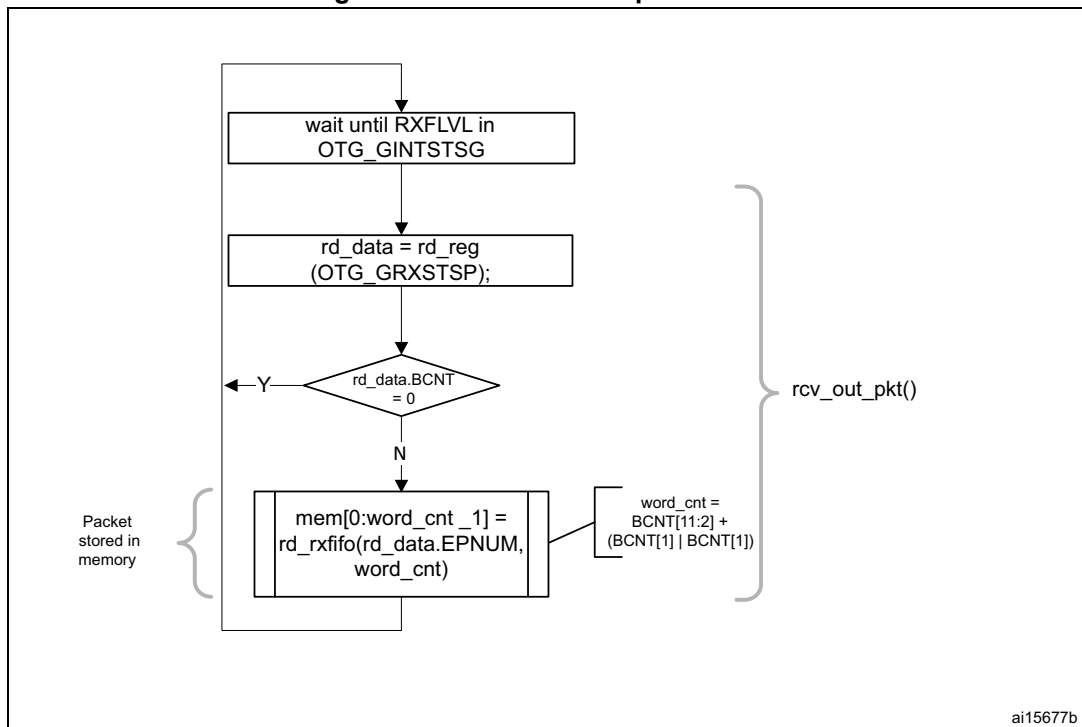 wait until RXFLVL in
OTG_GINTSTSG
rd_data = rd_reg
(OTG_GRXSTSP);
rd_data.BCNT
= 0
Y
rcv_out_pkt()
N
Packet
stored in
memory
mem[0:word_cnt _1] =
rd_rxfifo(rd_data.EPNUM,
word_cnt)
word_cnt =
BCNT[11:2] +
(BCNT[1] | BCNT[1])
ai15677b